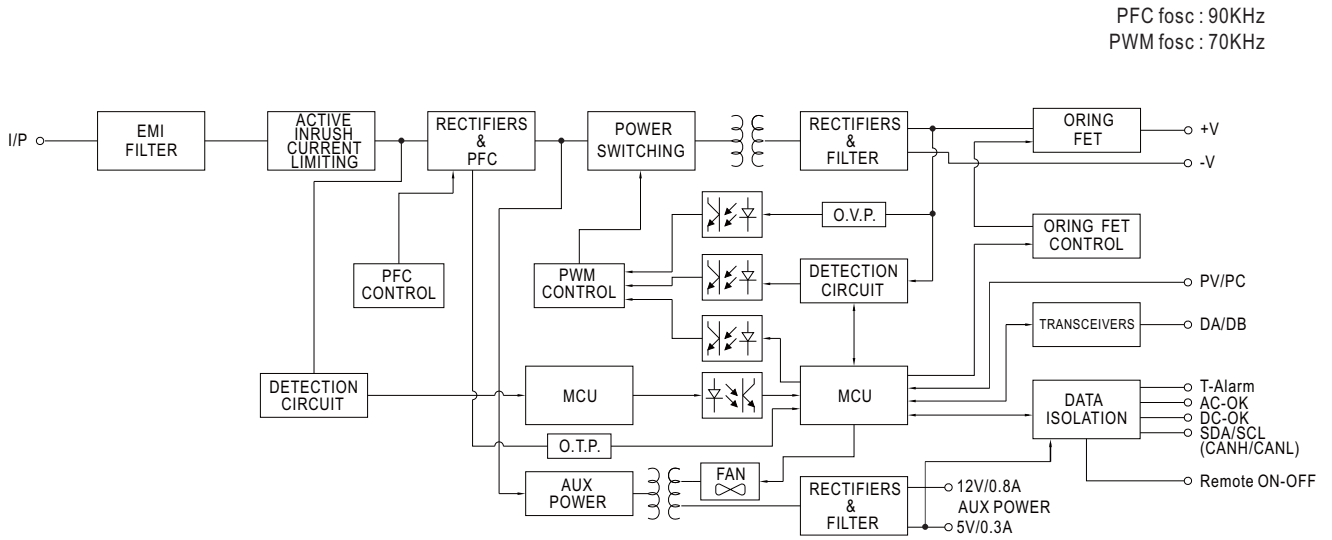 PFC fosc : 90KHz
PWM fosc : 70KHz
I/P
EMI
FILTER
ACTIVE
INRUSH
CURRENT
LIMITING
RECTIFIERS
&
PFC
POWER
SWITCHING
RECTIFIERS
&
FILTER
ORING
FET
+V
-V
O.V.P.
ORING FET
CONTROL
PFC
CONTROL
PWM
CONTROL
DETECTION
CIRCUIT
PV/PC
TRANSCEIVERS
DA/DB
DETECTION
CIRCUIT
MCU
MCU
DATA
ISOLATION
T-Alarm
AC-OK
DC-OK
SDA/SCL
(CANH/CANL)
O.T.P.
AUX
POWER
FAN
RECTIFIERS
&
FILTER
12V/0.8A
AUX POWER
5V/0.3A
Remote ON-OFF